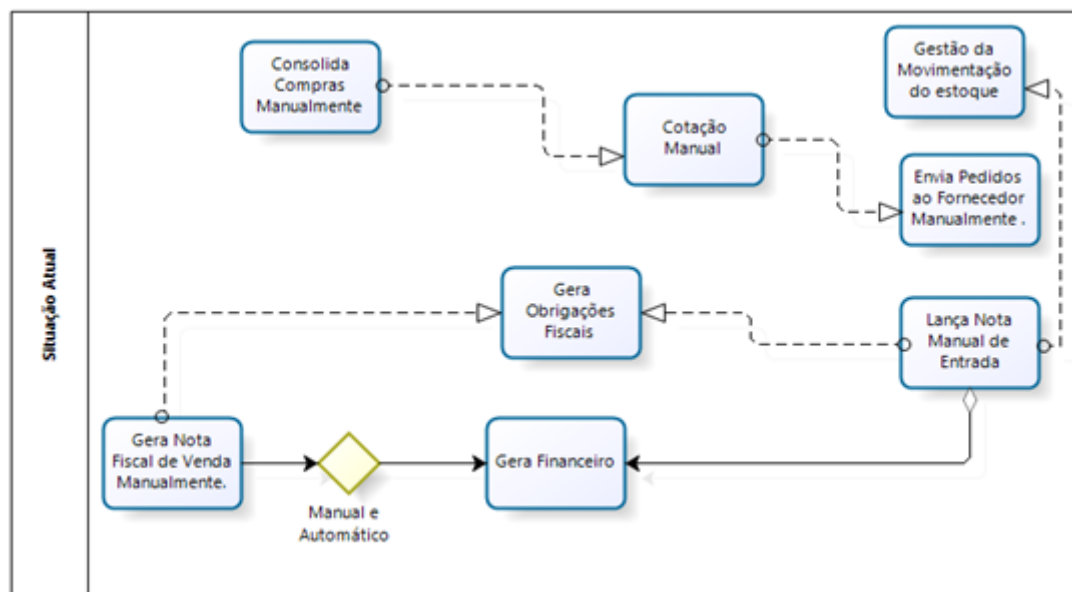 Situação Atual
Consolida
Compras
Manualmente
Cotação
Manual
Gestão da
Movimentação
do estoque
Envia Pedidos
ao Fornecedor
Manualmente .
Gera
Obrigações
Fiscais
Lança Nota
Manual de
Entrada
Gera Nota
Fiscal de Venda
Manualmente.
Manual e
Automático
Gera Financeiro